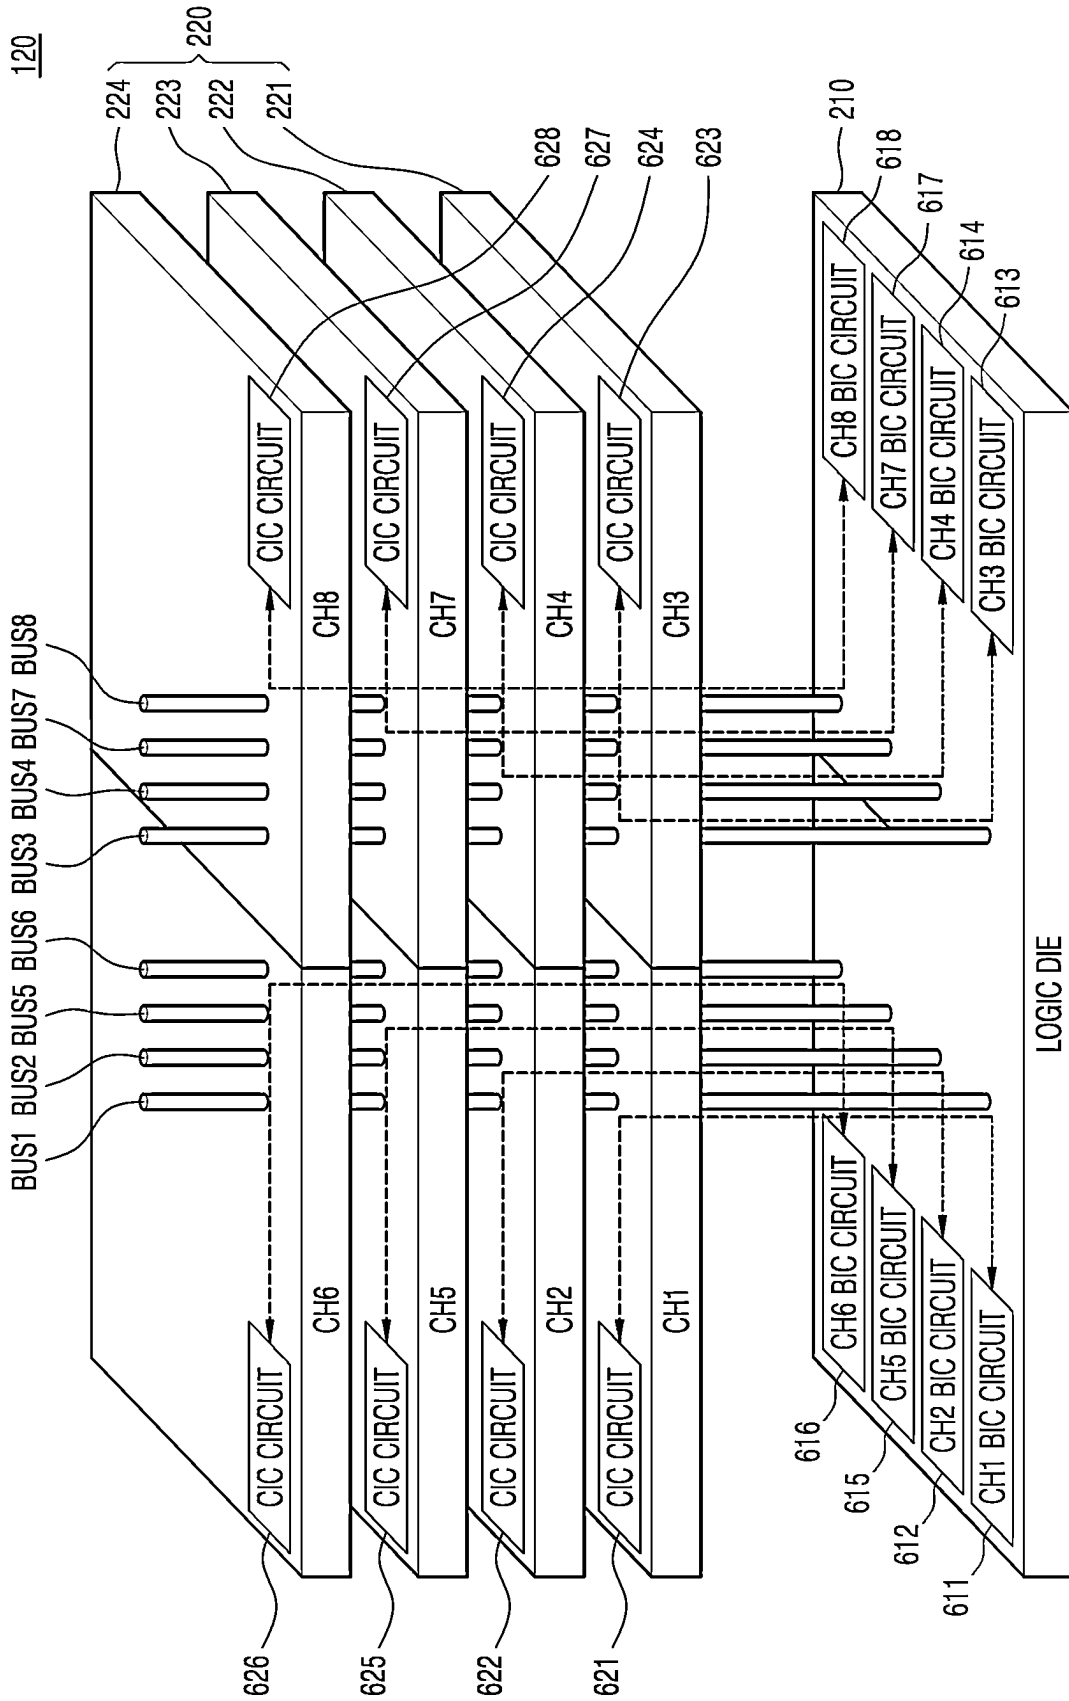 120
BUS1 BUS2 BUS5 BUS6 BUS3 BUS4 BUS7 BUS8
224
223
222
221
220
626
CIC CIRCUIT
CIC CIRCUIT
628
CH6
CH8
625
CIC CIRCUIT
CIC CIRCUIT
627
CH5
CH7
622
CIC CIRCUIT
CIC CIRCUIT
624
CH2
CH4
621
CIC CIRCUIT
CIC CIRCUIT
623
CH1
CH3
210
616
CH6 BIC CIRCUIT
CH8 BIC CIRCUIT
618
615
CH5 BIC CIRCUIT
CH7 BIC CIRCUIT
617
612
CH2 BIC CIRCUIT
CH4 BIC CIRCUIT
614
611
CH1 BIC CIRCUIT
CH3 BIC CIRCUIT
613
LOGIC DIE